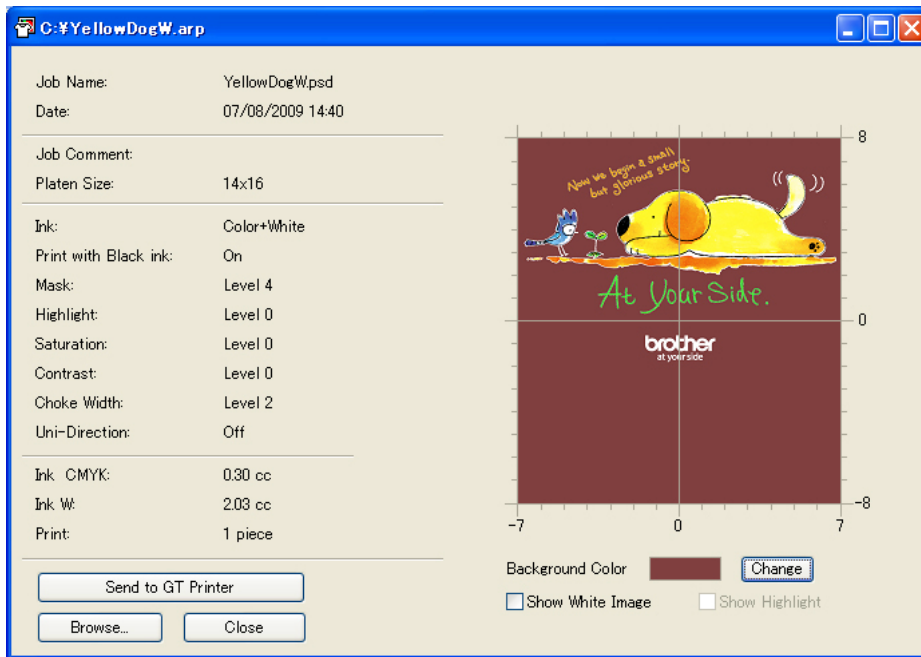 C:¥YellowDogW.arp
Job Name: YellowDogW.psd
Date: 07/08/2009 14:40
Job Comment:
Platen Size: 14x16
Ink: Color+White
Print with Black ink: On
Mask: Level 4
Highlight: Level 0
Saturation: Level 0
Contrast: Level 0
Choke Width: Level 2
Uni-Direction: Off
Ink CMYK: 0.30 cc
Ink W: 2.03 cc
Print: 1 piece
Send to GT Printer
Browse... Close
8
Now we begin a small
but glorious story.
At Your Side.
0
brother
at your side
-8
-7 0 7
Background Color Change
Show White Image Show Highlight